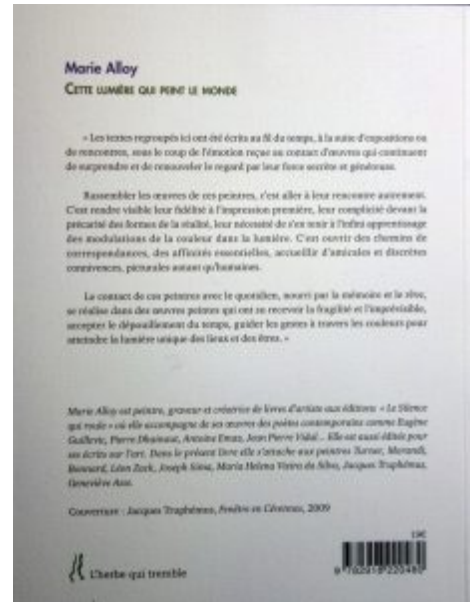 Marie Alloy
CETTE LUMIÈRE QUI PEINT LE MONDE
« Les textes regroupés ici ont été écrits au fil du temps, à la suite d'expositions ou
de rencontres, sous le coup de l'émotion reçue au contact d'œuvres qui continuent
de surprendre et de renouveler le regard par leur force secrète et généreuse.
Rassembler les œuvres de ces peintres, c'est aller à leur rencontre autrement.
C'est rendre visible leur fidélité à l'impression première, leur complicité devant la
précarité des formes de la réalité, leur nécessité de s'en tenir à l'infini apprentissage
des modulations de la couleur dans la lumière. C'est ouvrir des chemins de
correspondances, des affinités essentielles, accueillir d'amicales et discrètes
connivences, picturales autant qu'humaines.
Le contact de ces peintres avec le quotidien, nourri par la mémoire et le rêve,
se réalise dans des œuvres peintes qui ont su recevoir la fragilité et l'imprévisible,
accepter le dépouillement du temps, guider les gestes à travers les couleurs pour
atteindre la lumière unique des lieux et des êtres. »
Marie Alloy est peintre, graveur et créatrice de livres d'artiste aux éditions « Le Silence
qui roule » où elle accompagne de ses œuvres des poètes contemporains comme Eugène
Guillevic, Pierre Dhainaut, Antoine Emaz, Jean Pierre Vidal... Elle est aussi éditée pour
ses écrits sur l'art. Dans le présent livre elle s'attache aux peintres Turner, Morandi,
Bonnard, Léon Zack, Joseph Sima, Maria Helena Vieira da Silva, Jacques Truphémus,
Geneviève Asse.
Couverture : Jacques Truphémus, Fenêtre en Cévennes, 2009
19€
9 782918 220480
L'herbe qui tremble